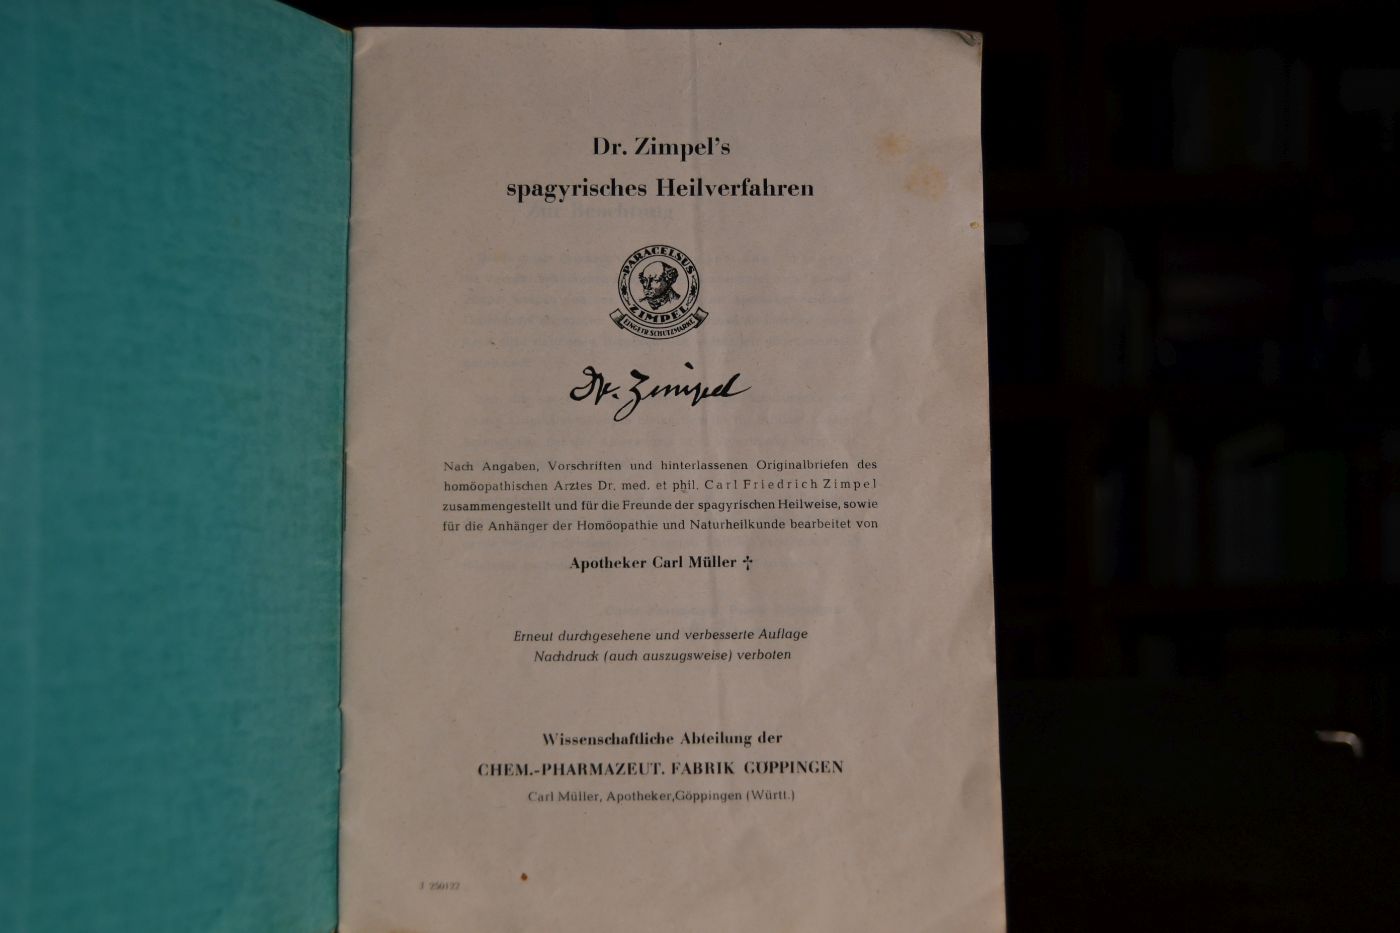 Dr. Zimpel's
spagyrisches Heilverfahren
PARACELSUS
ZIMPEL
EINGETR. SCHUTZMARKE
Dr. Zimpel
Nach Angaben, Vorschriften und hinterlassenen Originalbriefen des
homöopathischen Arztes Dr. med. et phil. Carl Friedrich Zimpel
zusammengestellt und für die Freunde der spagyrischen Heilweise, sowie
für die Anhänger der Homöopathie und Naturheilkunde bearbeitet von
Apotheker Carl Müller †
Erneut durchgesehene und verbesserte Auflage
Nachdruck (auch auszugsweise) verboten
Wissenschaftliche Abteilung der
CHEM.-PHARMAZEUT. FABRIK GÖPPINGEN
Carl Müller, Apotheker,Göppingen (Württ.)
J 250122